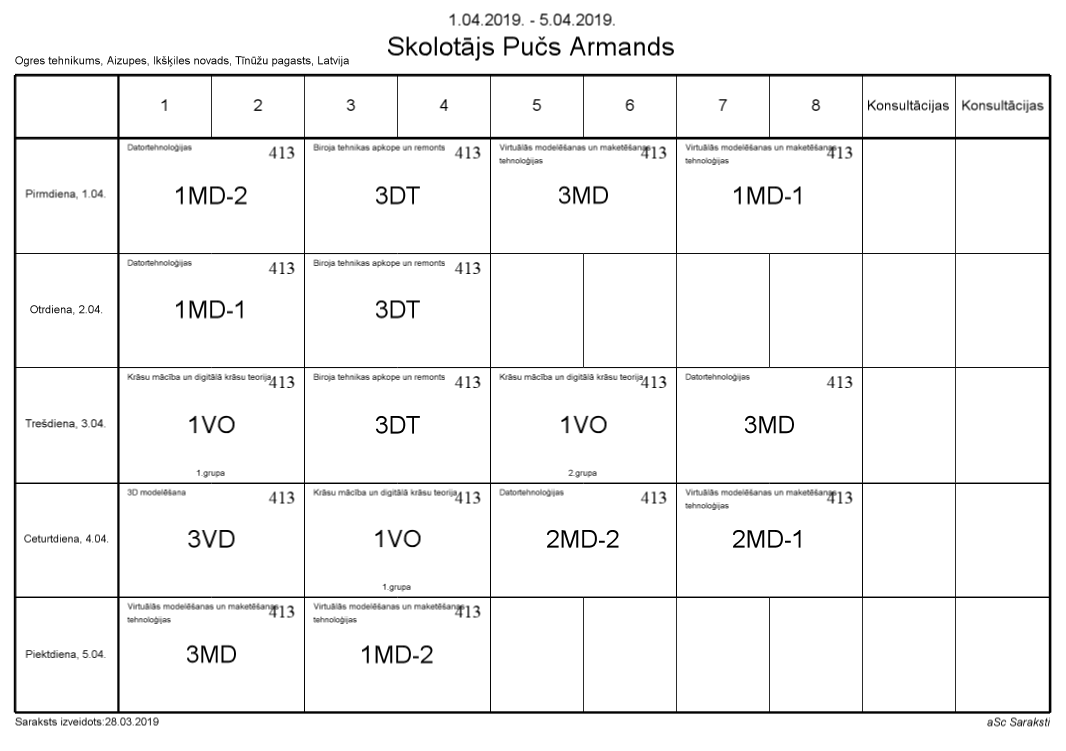 1.04.2019. - 5.04.2019.
Skolotājs Pučs Armands
Ogres tehnikums, Aizupes, Ikšķiles novads, Tīnūžu pagasts, Latvija
1 2 3 4 5 6 7 8 Konsultācijas Konsultācijas
Pirmdiena, 1.04.
Datortehnoloģijas 413
1MD-2
Biroja tehnikas apkope un remonts 413
3DT
Virtuālās modelēšanas un maketēšanas 413
tehnoloģijas
3MD
Virtuālās modelēšanas un maketēšanas 413
tehnoloģijas
1MD-1
Otrdiena, 2.04.
Datortehnoloģijas 413
1MD-1
Biroja tehnikas apkope un remonts 413
3DT
Trešdiena, 3.04.
Krāsu mācība un digitālā krāsu teorija 413
1VO
1.grupa
Biroja tehnikas apkope un remonts 413
3DT
Krāsu mācība un digitālā krāsu teorija 413
1VO
2.grupa
Datortehnoloģijas 413
3MD
Ceturtdiena, 4.04.
3D modelēšana 413
3VD
Krāsu mācība un digitālā krāsu teorija 413
1VO
1.grupa
Datortehnoloģijas 413
2MD-2
Virtuālās modelēšanas un maketēšanas 413
tehnoloģijas
2MD-1
Piektdiena, 5.04.
Virtuālās modelēšanas un maketēšanas 413
tehnoloģijas
3MD
Virtuālās modelēšanas un maketēšanas 413
tehnoloģijas
1MD-2
Saraksts izveidots:28.03.2019
aSc Saraksti